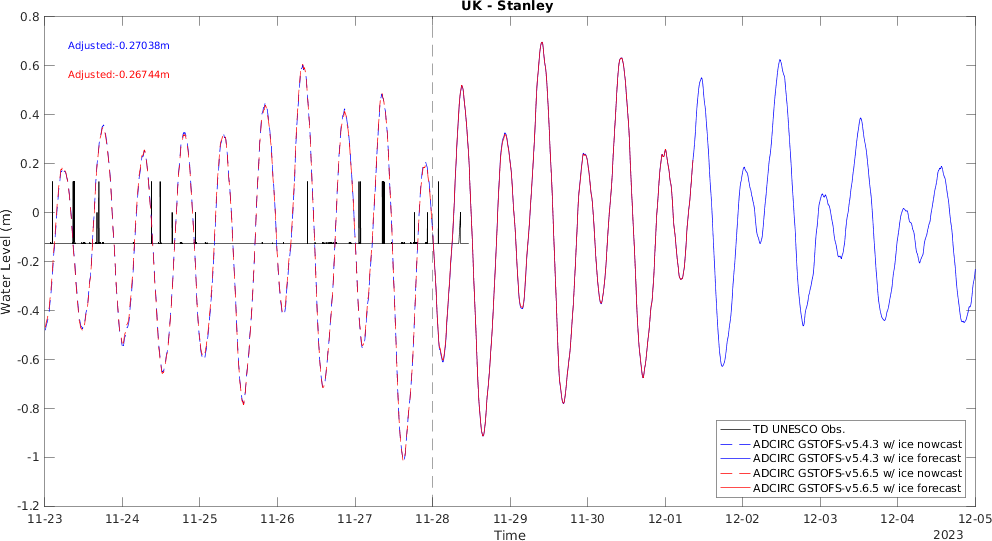 UK - Stanley
Adjusted:-0.27038m
Adjusted:-0.26744m
Water Level (m)
0.8
0.6
0.4
0.2
0
-0.2
-0.4
-0.6
-0.8
-1
-1.2
TD UNESCO Obs.
ADCIRC GSTOFS-v5.4.3 w/ ice nowcast
ADCIRC GSTOFS-v5.4.3 w/ ice forecast
ADCIRC GSTOFS-v5.6.5 w/ ice nowcast
ADCIRC GSTOFS-v5.6.5 w/ ice forecast
11-23 11-24 11-25 11-26 11-27 11-28 11-29 11-30 12-01 12-02 12-03 12-04 12-05
Time
2023